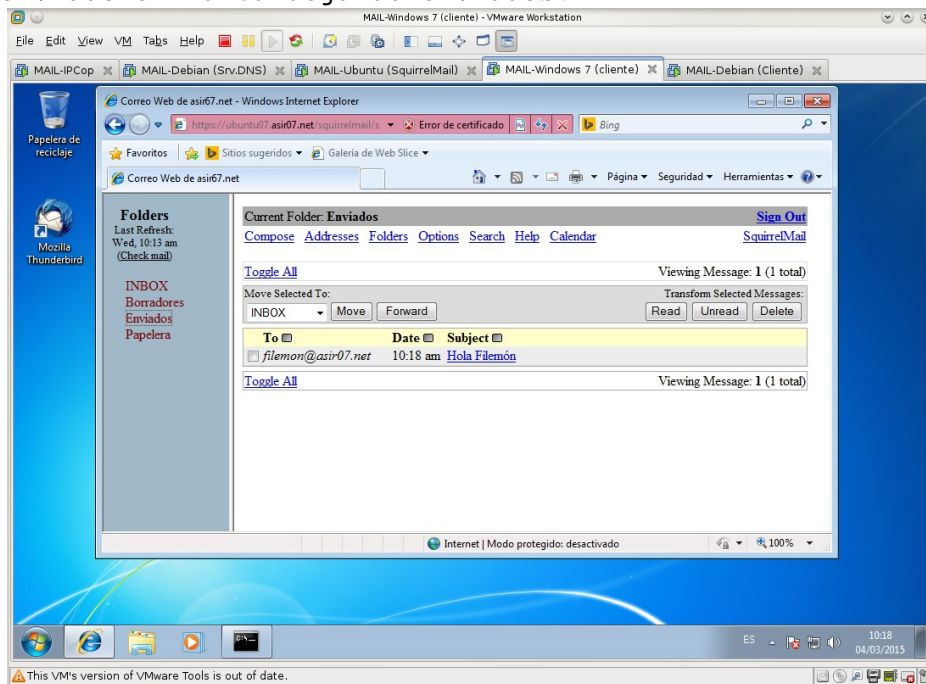 MAIL-Windows 7 (cliente) - VMware Workstation
File Edit View VM Tabs Help
MAIL-IPCop MAIL-Debian (Srv.DNS) MAIL-Ubuntu (SquirrelMail) MAIL-Windows 7 (cliente) MAIL-Debian (Cliente)
Papelera de
reciclaje
Mozilla
Thunderbird
Correo Web de asir67.net - Windows Internet Explorer
https://ubuntu07.asir07.net/squirrelmail/s Error de certificado Bing
Favoritos Sitios sugeridos Galería de Web Slice
Correo Web de asir67.net Página Seguridad Herramientas
Folders
Last Refresh:
Wed, 10:13 am
(Check mail)
INBOX
Borradores
Enviados
Papelera
Current Folder: Enviados Sign Out
Compose Addresses Folders Options Search Help Calendar SquirrelMail
Toggle All Viewing Message: 1 (1 total)
Move Selected To: Transform Selected Messages:
INBOX Move Forward Read Unread Delete
To Date Subject
filemon@asir07.net 10:18 am Hola Filemón
Toggle All Viewing Message: 1 (1 total)
Internet | Modo protegido: desactivado 100%
C:\
ES 10:18
04/03/2015
This VM's version of VMware Tools is out of date.